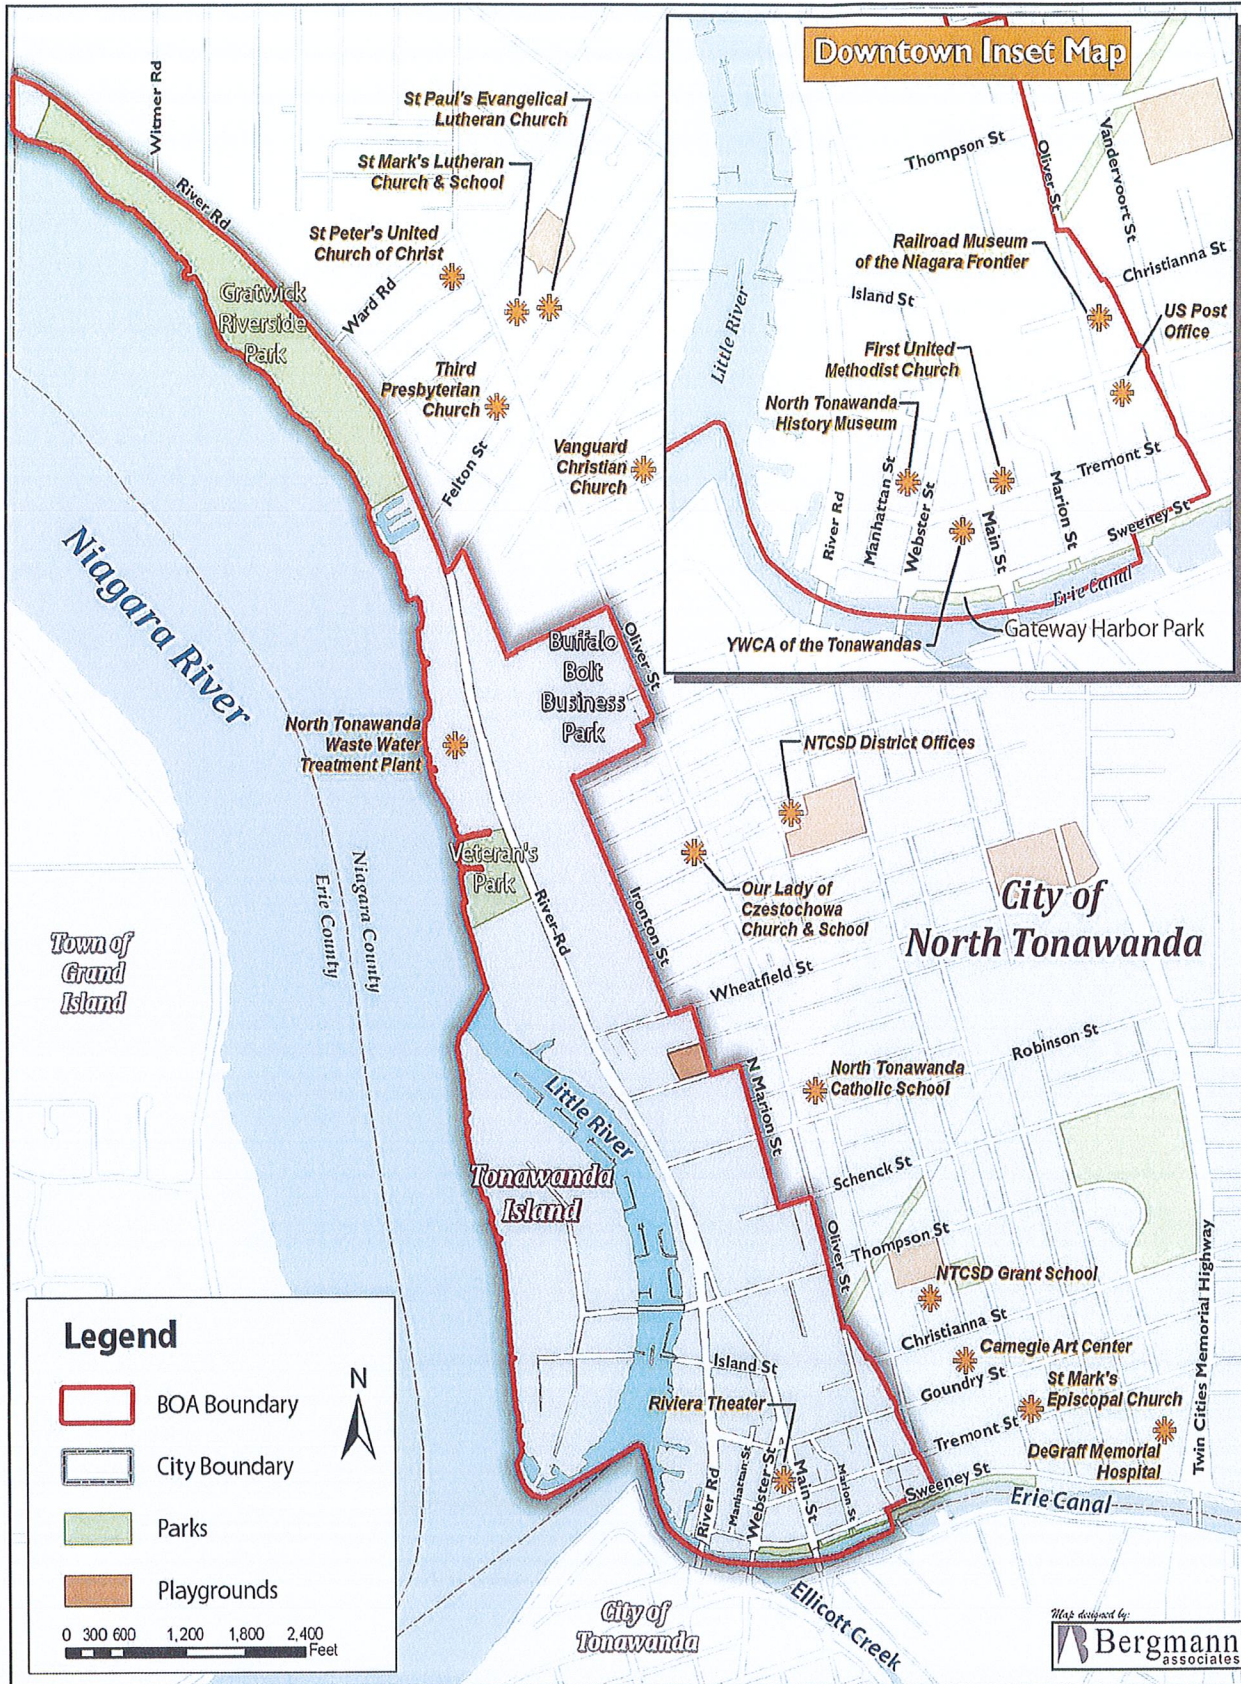 Downtown Inset Map
Thompson St
Oliver St
Vandervoort St
Christianna St
Railroad Museum
of the Niagara Frontier
Island St
US Post
Office
Little River
First United
Methodist Church
North Tonawanda
History Museum
Tremont St
Manhattan St
Webster St
River Rd
Main St
Marion St
Sweeney St
Erie Canal
Gateway Harbor Park
YWCA of the Tonawandas
Witmer Rd
St Paul's Evangelical
Lutheran Church
St Mark's Lutheran
Church & School
River Rd
St Peter's United
Church of Christ
Ward Rd
Gratwick
Riverside
Park
Third
Presbyterian
Church
Felton St
Vanguard
Christian
Church
Niagara River
Oliver St
Buffalo
Bolt
Business
Park
North Tonawanda
Waste Water
Treatment Plant
NTCSD District Offices
Veteran's
Park
Niagara County
Erie County
River Rd
Ironton St
Our Lady of
Czestochowa
Church & School
City of
North Tonawanda
Town of
Grand
Island
Wheatfield St
Robinson St
North Tonawanda
Catholic School
N Marion St
Little River
Tonawanda
Island
Schenck St
Thompson St
Oliver St
NTCSD Grant School
Christianna St
Carnegie Art Center
Goundry St
St Mark's
Episcopal Church
Island St
Riviera Theater
Tremont St
DeGraff Memorial
Hospital
Twin Cities Memorial Highway
River Rd
Manhattan St
Webster St
Main St
Marion St
Sweeney St
Erie Canal
Ellicott Creek
City of
Tonawanda
Legend
N
BOA Boundary
City Boundary
Parks
Playgrounds
0 300 600 1,200 1,800 2,400
Feet
Map designed by:
Bergmann
associates